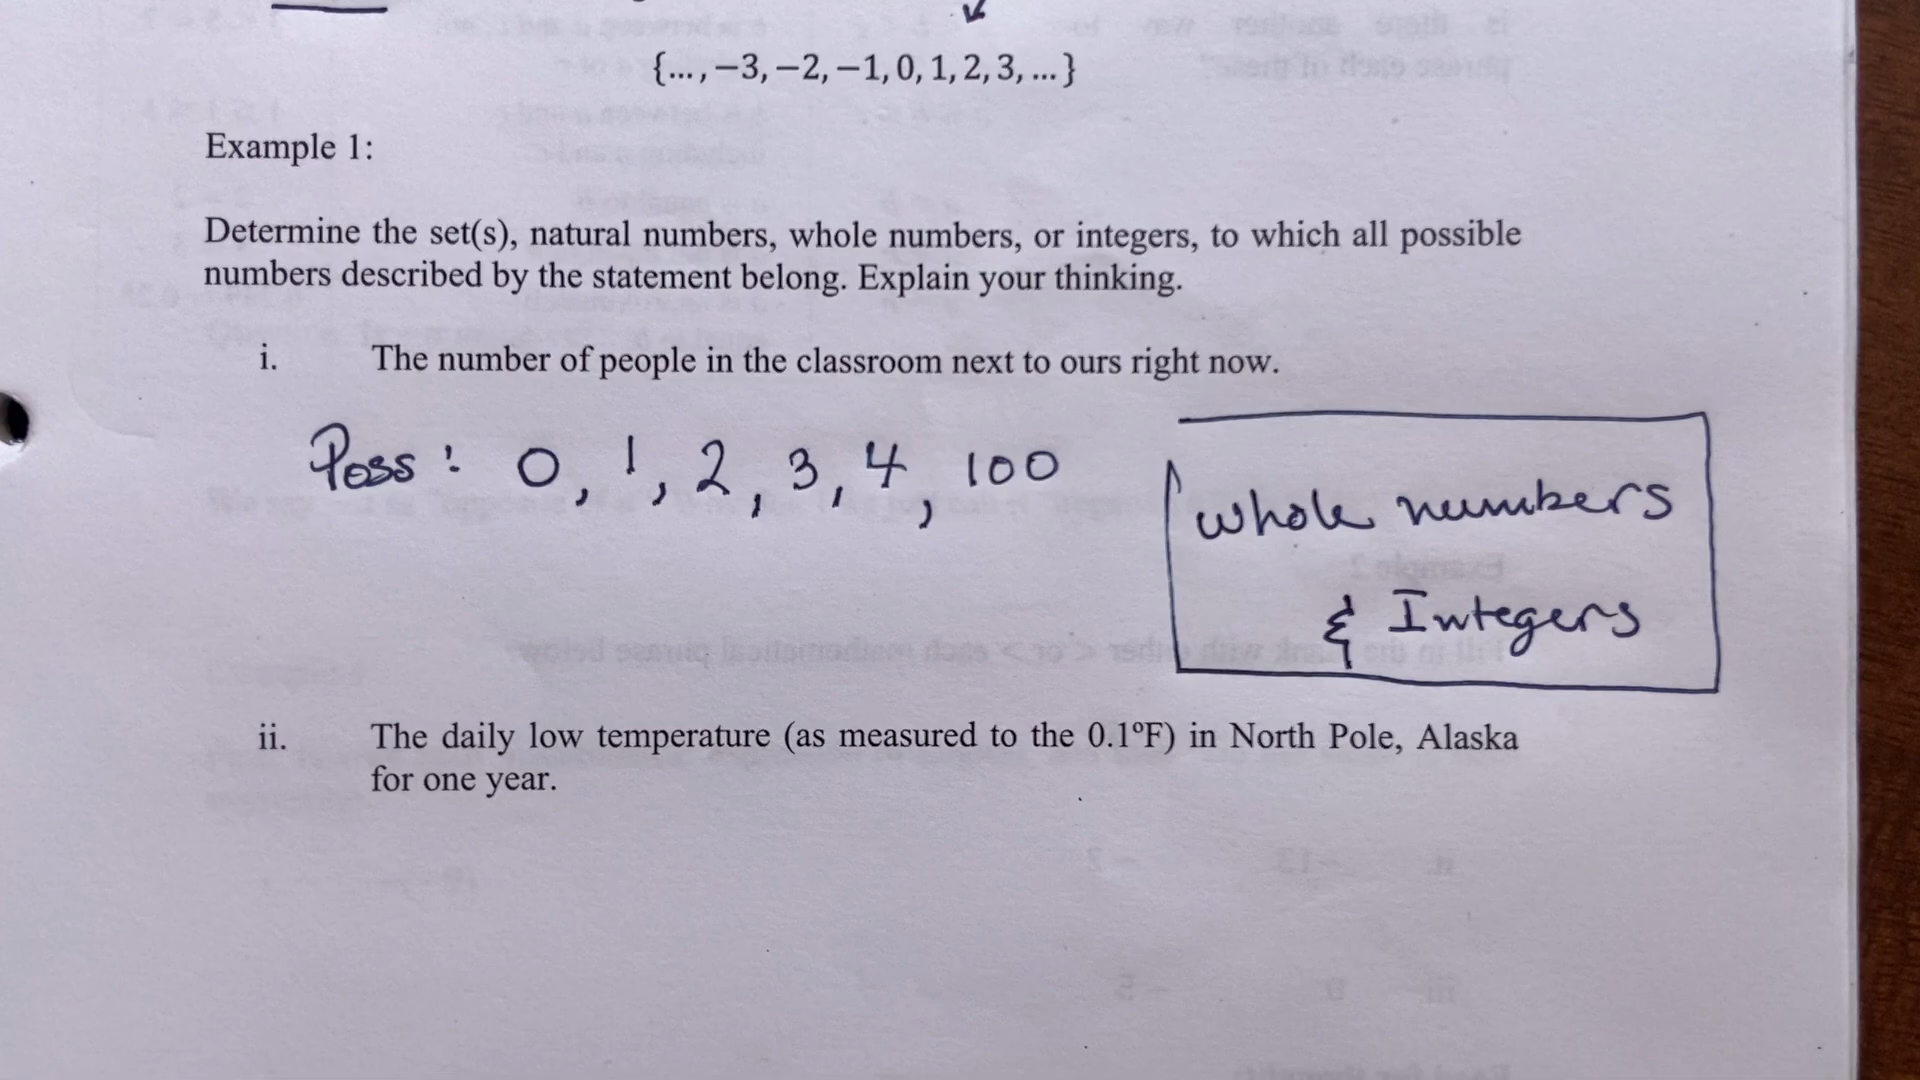 {…, −3, −2, −1, 0, 1, 2, 3, … }
Example 1:
Determine the set(s), natural numbers, whole numbers, or integers, to which all possible
numbers described by the statement belong. Explain your thinking.
i. The number of people in the classroom next to ours right now.
Poss: 0, 1, 2, 3, 4, 100
whole numbers
& Integers
ii. The daily low temperature (as measured to the 0.1°F) in North Pole, Alaska
for one year.